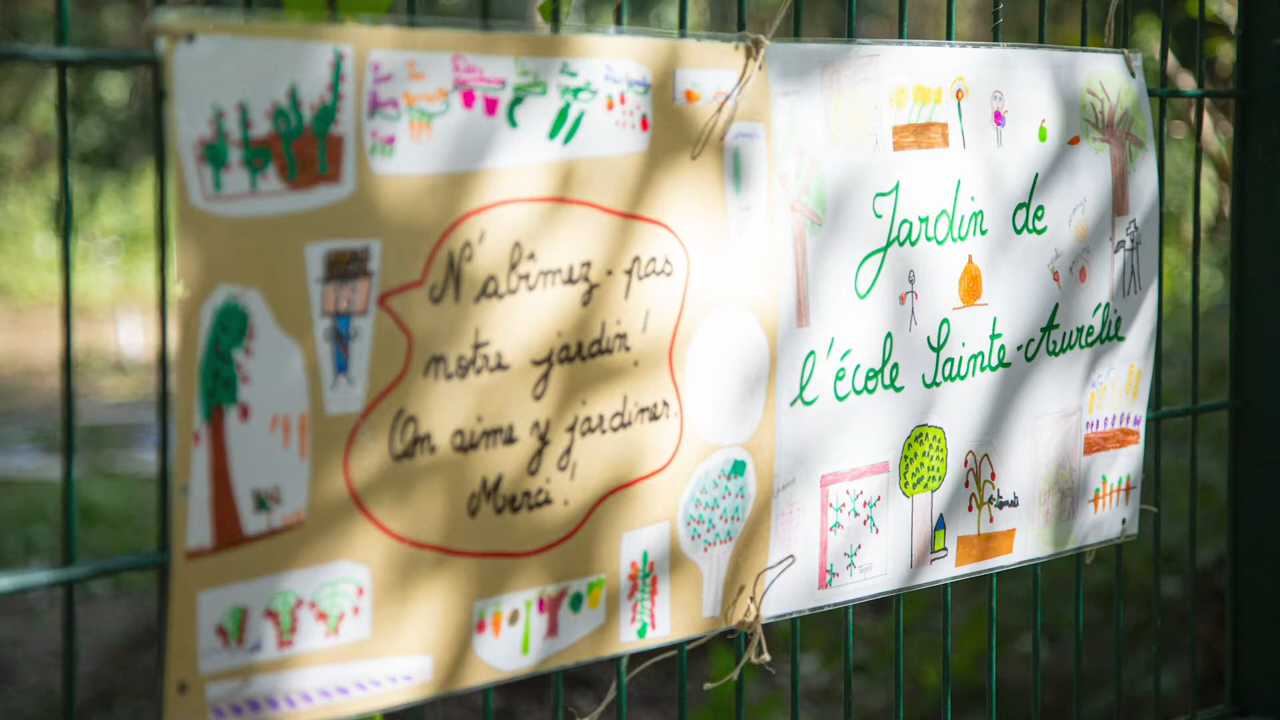 N'abîmez-pas
notre jardin!
On aime y jardiner.
Merci!
Jardin de
l'école Sainte-Aurélie